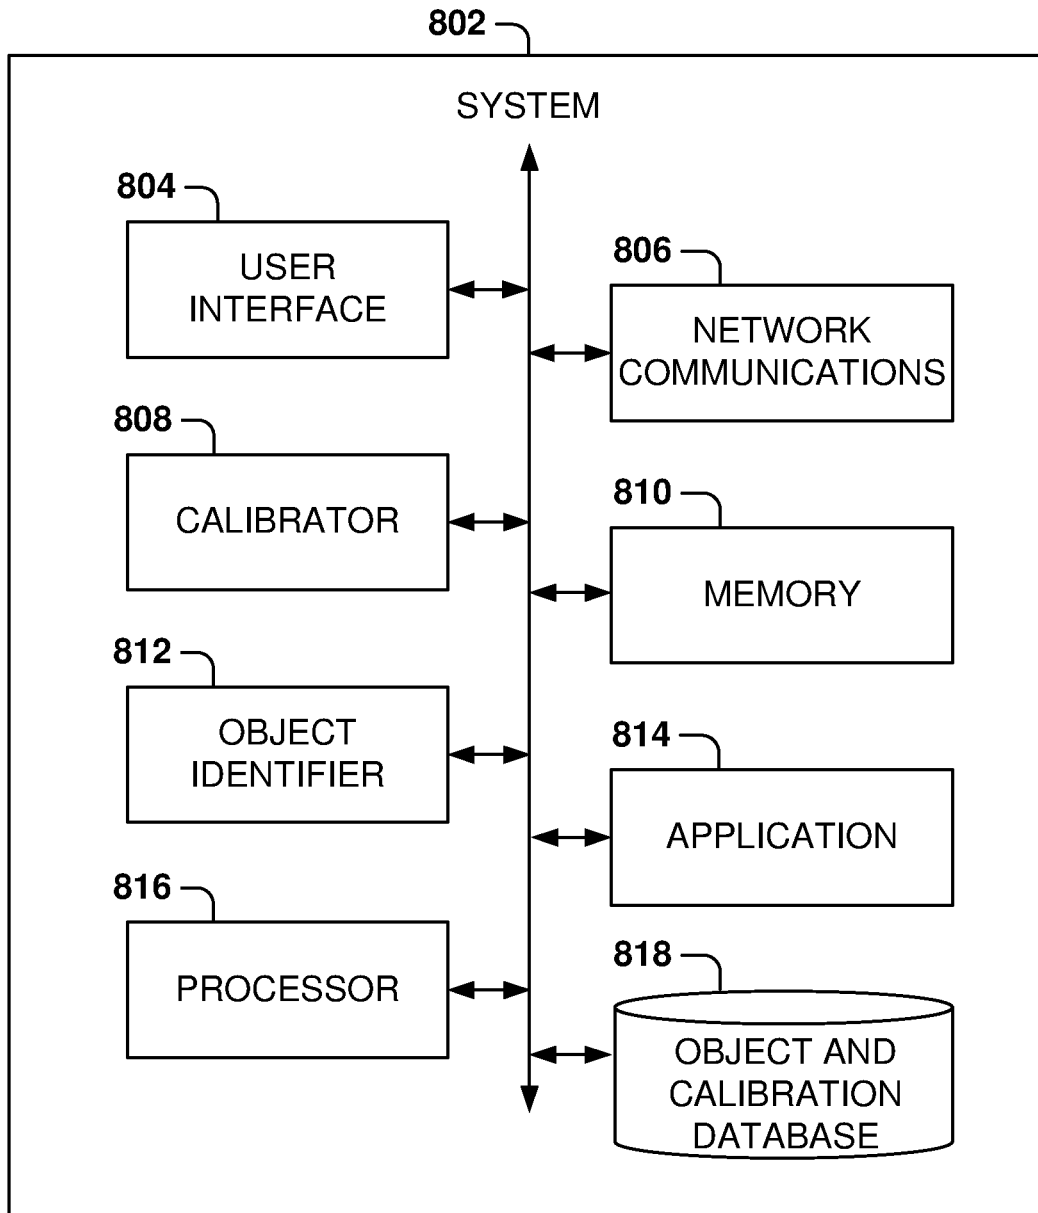 802
SYSTEM
804
USER
INTERFACE
806
NETWORK
COMMUNICATIONS
808
CALIBRATOR
810
MEMORY
812
OBJECT
IDENTIFIER
814
APPLICATION
816
PROCESSOR
818
OBJECT AND
CALIBRATION
DATABASE